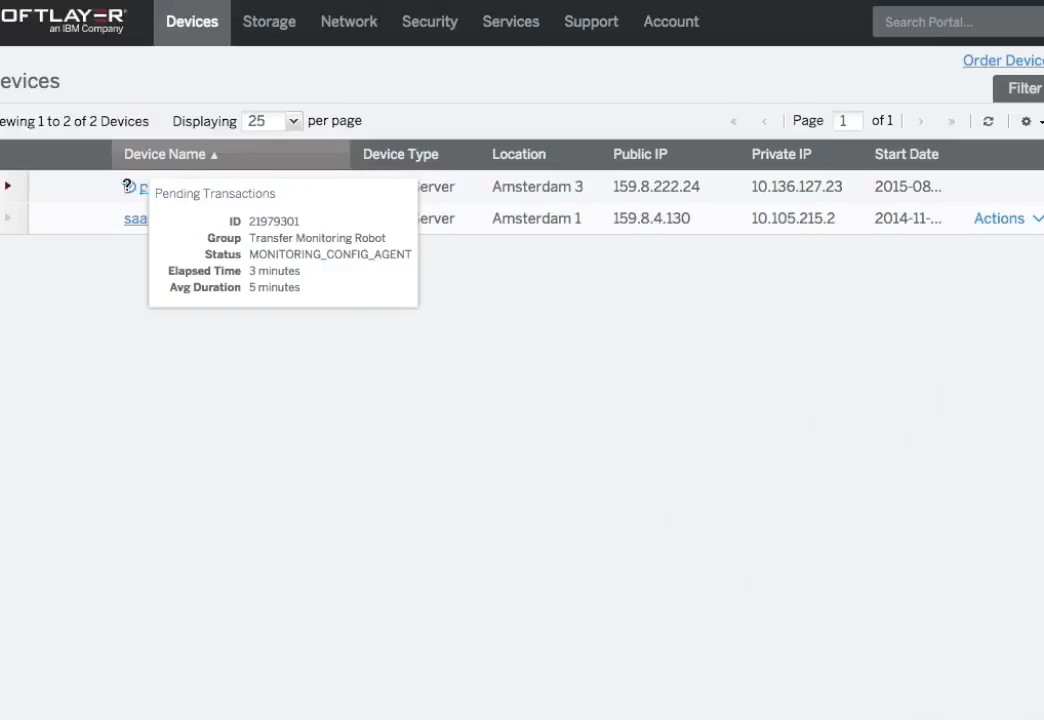 OFTLAYER
an IBM Company
Devices Storage Network Security Services Support Account Search Portal...
Order Devic
evices
Filter
ewing 1 to 2 of 2 Devices Displaying 25 per page « ‹ Page 1 of 1 › »
Device Name ▲ Device Type Location Public IP Private IP Start Date
p erver Amsterdam 3 159.8.222.24 10.136.127.23 2015-08...
saa erver Amsterdam 1 159.8.4.130 10.105.215.2 2014-11-... Actions
Pending Transactions
ID 21979301
Group Transfer Monitoring Robot
Status MONITORING_CONFIG_AGENT
Elapsed Time 3 minutes
Avg Duration 5 minutes